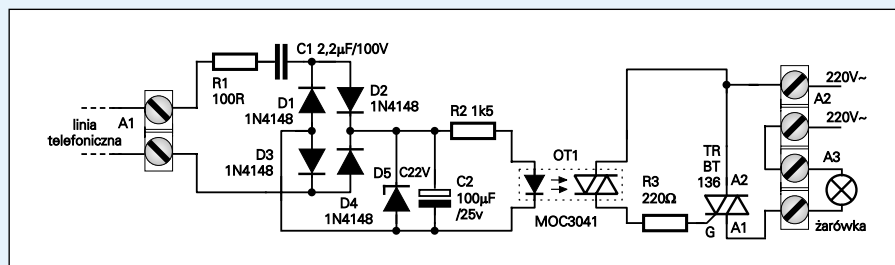 C1 2,2µF/100V
R1
100R
D1
1N4148
D2
1N4148
D3
1N4148
D4
1N4148
linia
telefoniczna
A1
R2 1k5
D5
C22V
C2
100µF
/25v
OT1
MOC3041
R3
220Ω
TR
BT
136
A2
A1
G
220V~
A2
220V~
A3
żarówka